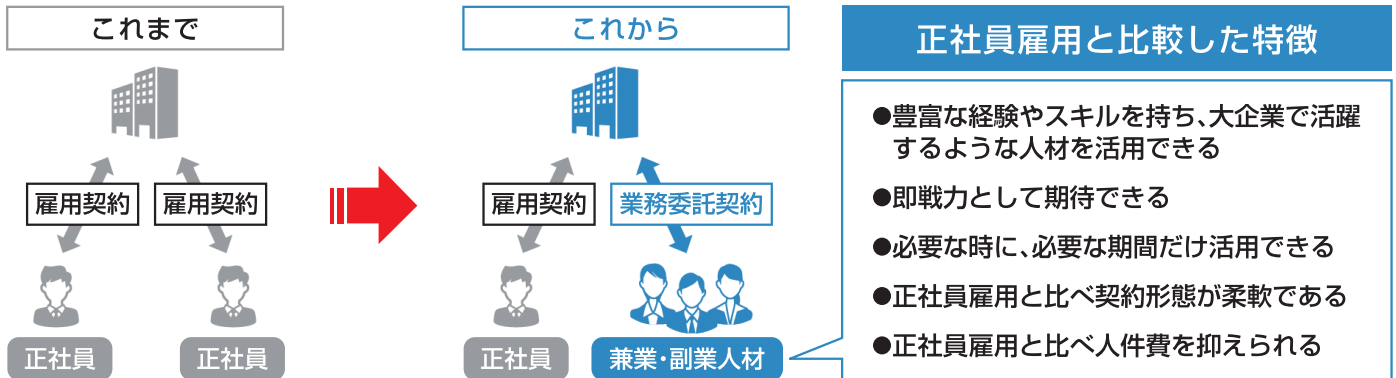 これまで
雇用契約
雇用契約
正社員
正社員
これから
雇用契約
業務委託契約
正社員
兼業・副業人材
正社員雇用と比較した特徴
●豊富な経験やスキルを持ち、大企業で活躍
するような人材を活用できる
●即戦力として期待できる
●必要な時に、必要な期間だけ活用できる
●正社員雇用と比べ契約形態が柔軟である
●正社員雇用と比べ人件費を抑えられる